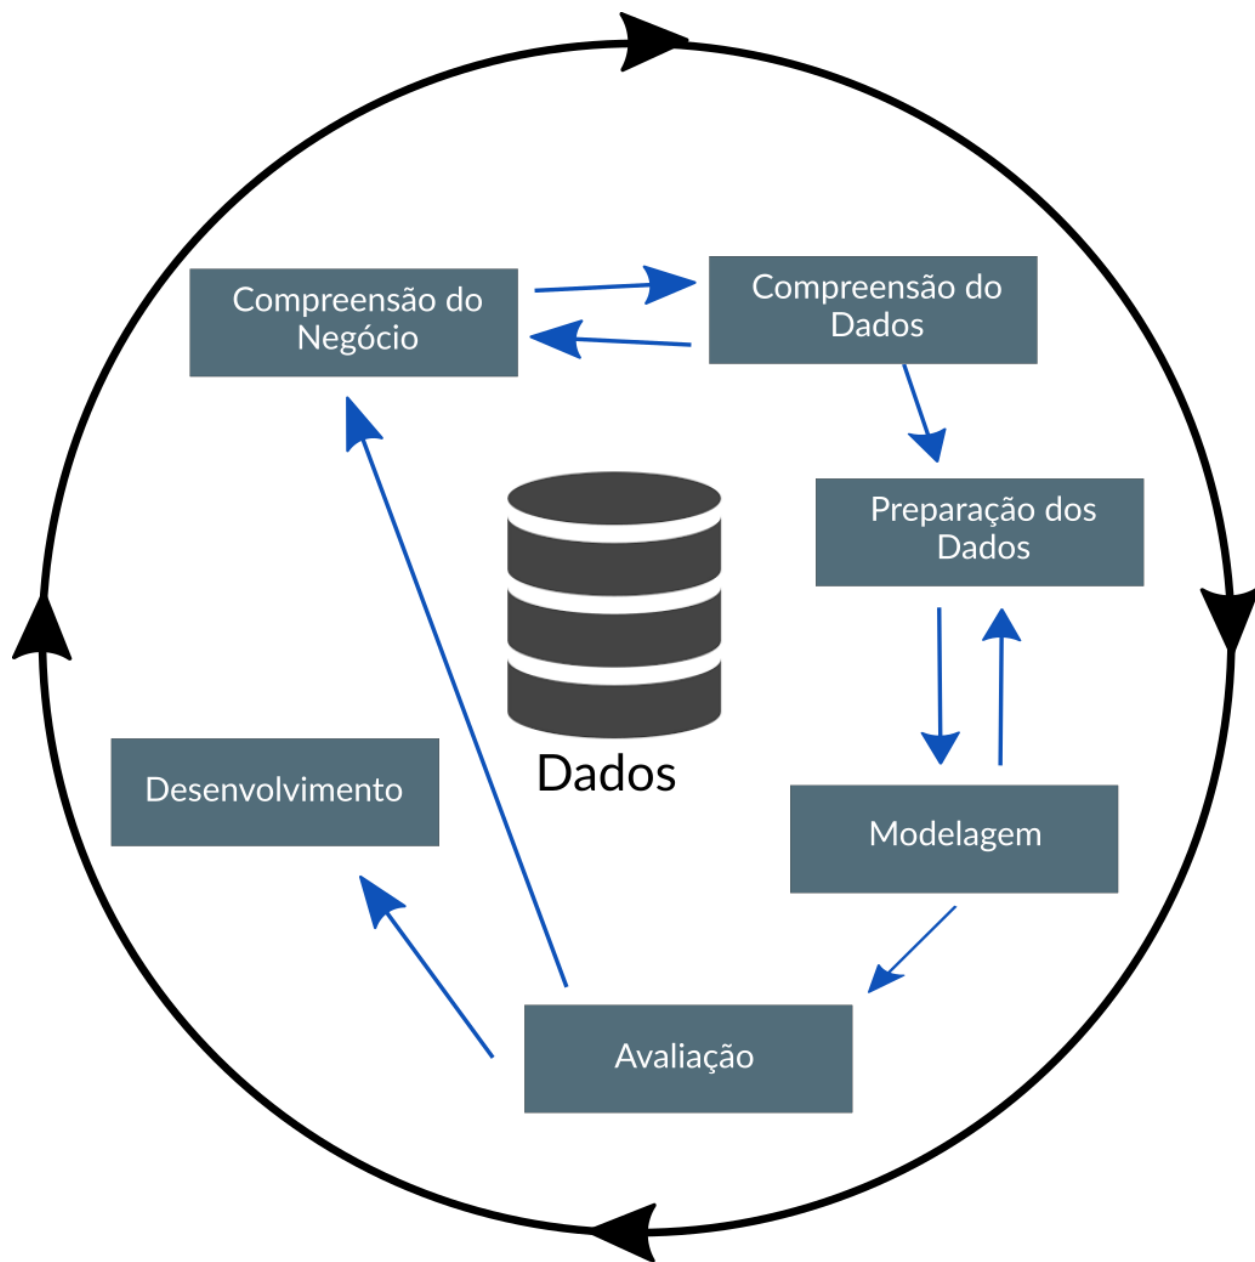 Compreensão do
Negócio
Compreensão do
Dados
Preparação dos
Dados
Dados
Desenvolvimento
Modelagem
Avaliação